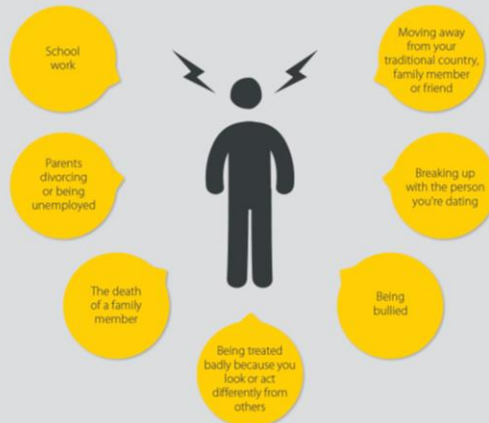 School
work
Moving away
from your
traditional country,
family member
or friend
Parents
divorcing
or being
unemployed
Breaking up
with the person
you're dating
The death
of a family
member
Being
bullied
Being treated
badly because you
look or act
differently from
others